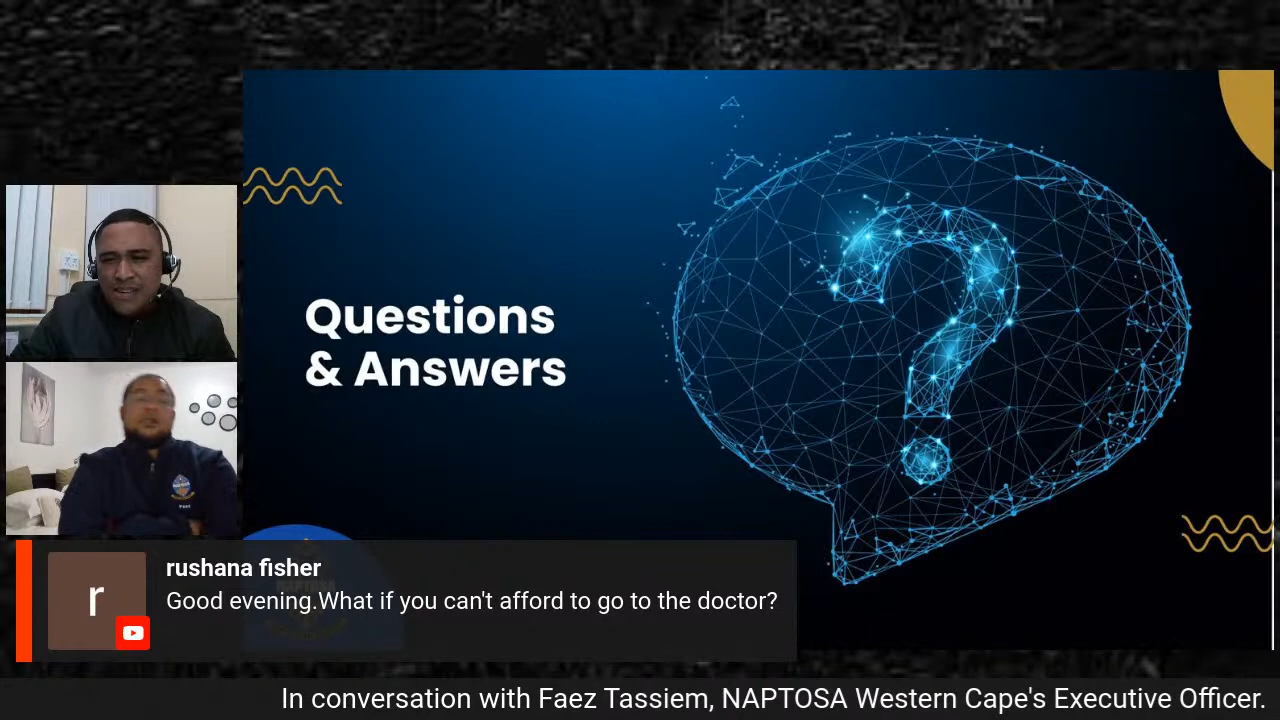 Questions
& Answers
r
rushana fisher
Good evening.What if you can't afford to go to the doctor?
In conversation with Faez Tassiem, NAPTOSA Western Cape's Executive Officer.